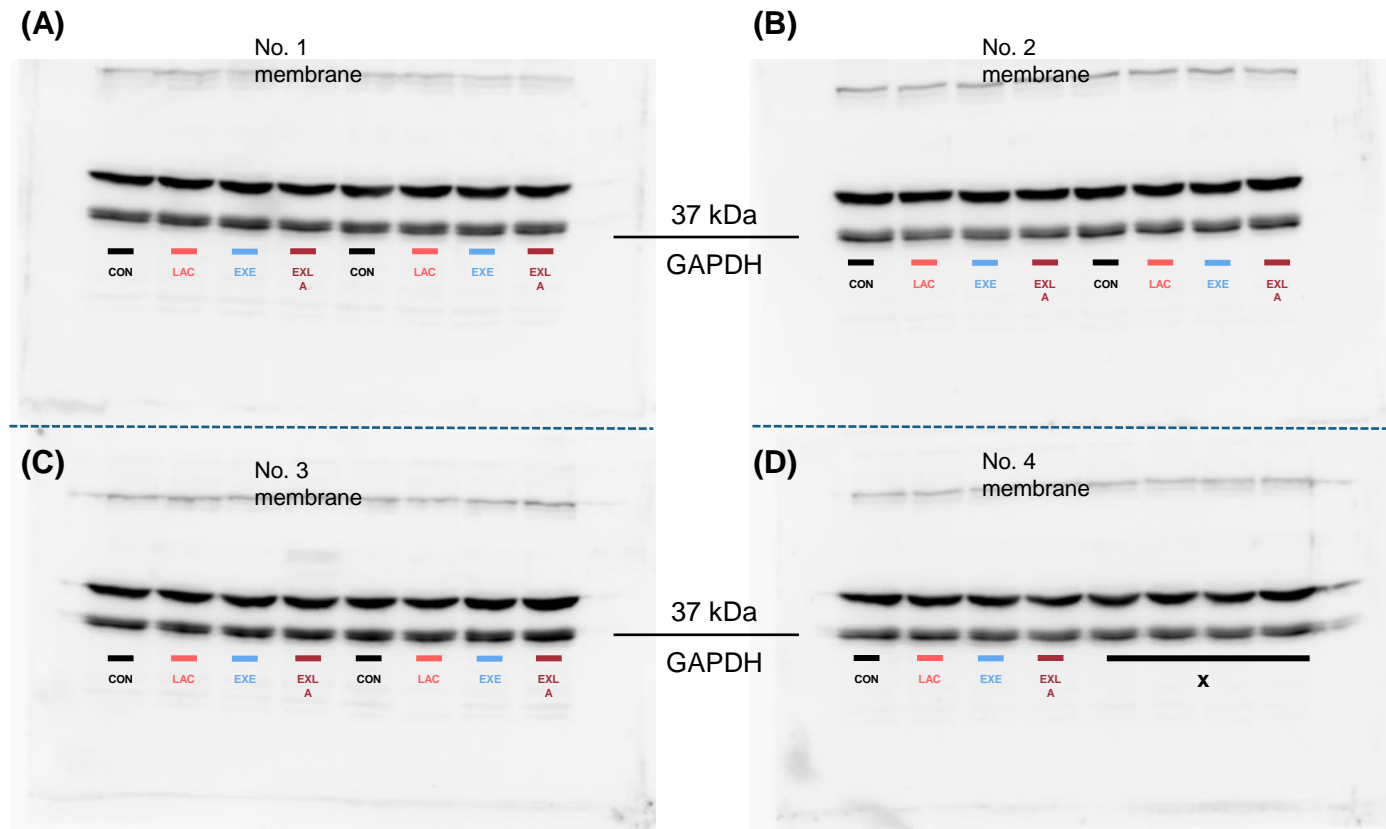 (A)
No. 1
membrane
CON LAC EXE EXL
A
CON LAC EXE EXL
A
(B)
No. 2
membrane
CON LAC EXE EXL
A
CON LAC EXE EXL
A
37 kDa
GAPDH
(C)
No. 3
membrane
CON LAC EXE EXL
A
CON LAC EXE EXL
A
(D)
No. 4
membrane
CON LAC EXE EXL
A
x
37 kDa
GAPDH